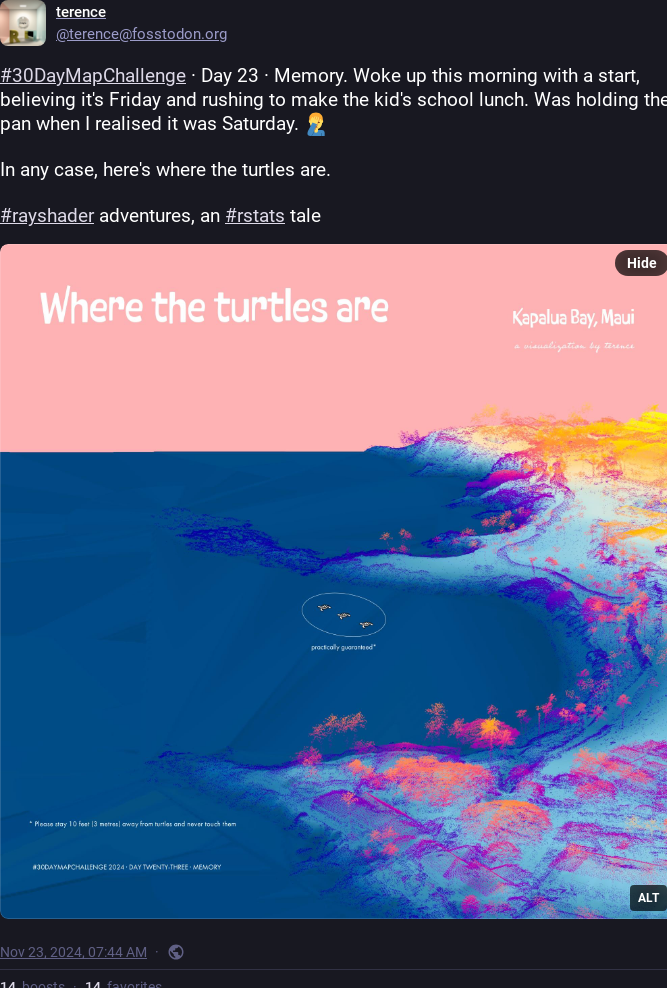 terence
@terence@fosstodon.org
#30DayMapChallenge · Day 23 · Memory. Woke up this morning with a start,
believing it's Friday and rushing to make the kid's school lunch. Was holding the
pan when I realised it was Saturday. 🤦‍♂️
In any case, here's where the turtles are.
#rayshader adventures, an #rstats tale
Hide
Where the turtles are
Kapalua Bay, Maui
a visualization by terence
practically guaranteed*
* Please stay 10 feet (3 metres) away from turtles and never touch them
#30DAYMAPCHALLENGE 2024 · DAY TWENTY-THREE · MEMORY
ALT
Nov 23, 2024, 07:44 AM ·
14 boosts · 14 favorites